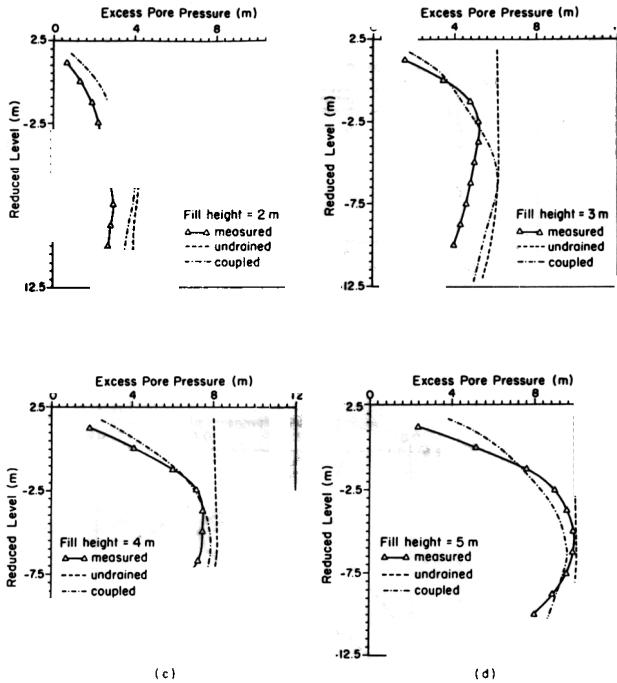 Excess Pore Pressure (m)
0 2 4
2.5
-2.5
12.5
Reduced Level (m)
Fill height = 2 m
measured
undrained
coupled
Excess Pore Pressure (m)
4 8
2.5
-2.5
-7.5
-12.5
Reduced Level (m)
Fill height = 3 m
measured
undrained
coupled
Excess Pore Pressure (m)
0 4 8 12
2.5
-2.5
-7.5
Reduced Level (m)
Fill height = 4 m
measured
undrained
coupled
(c)
Excess Pore Pressure (m)
0 4 8
2.5
-2.5
-7.5
-12.5
Reduced Level (m)
Fill height = 5 m
measured
undrained
coupled
(d)